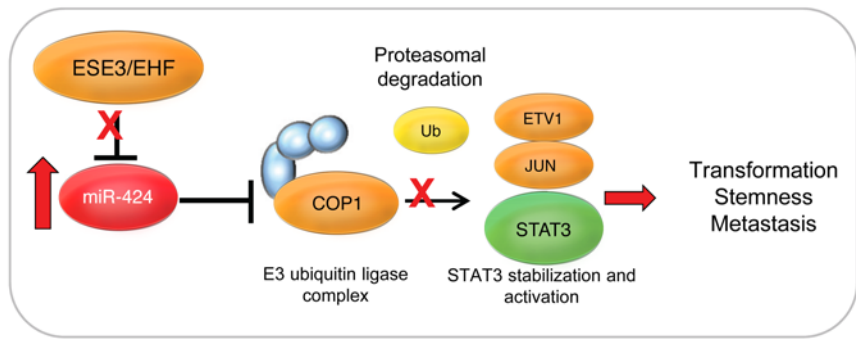 ESE3/EHF
X
miR-424
COP1
E3 ubiquitin ligase
complex
Proteasomal
degradation
Ub
X
ETV1
JUN
STAT3
STAT3 stabilization and
activation
Transformation
Stemness
Metastasis